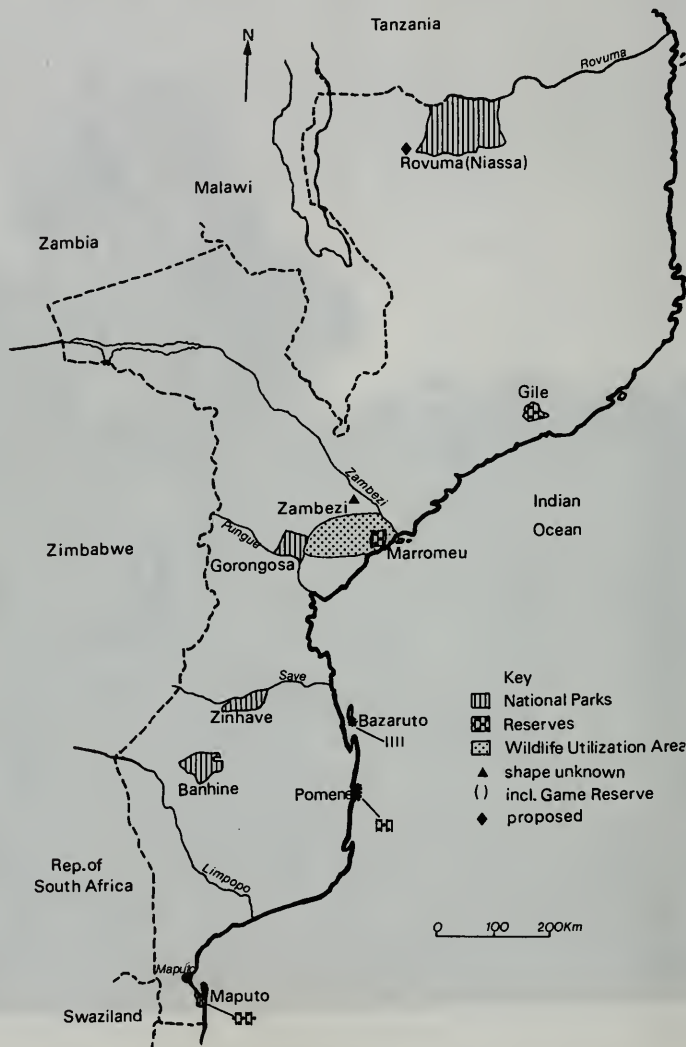 Tanzania
N
Rovuma
Rovuma (Niassa)
Malawi
Zambia
Gile
Zambezi
Zambezi
Indian
Ocean
Pungue
Zimbabwe
Gorongosa
Marromeu
Save
Zinhave
Bazaruto
Banhine
Pomene
Key
National Parks
Reserves
Wildlife Utilization Area
shape unknown
( ) incl. Game Reserve
proposed
Rep. of
South Africa
Limpopo
0 100 200Km
Maputo
Maputo
Swaziland